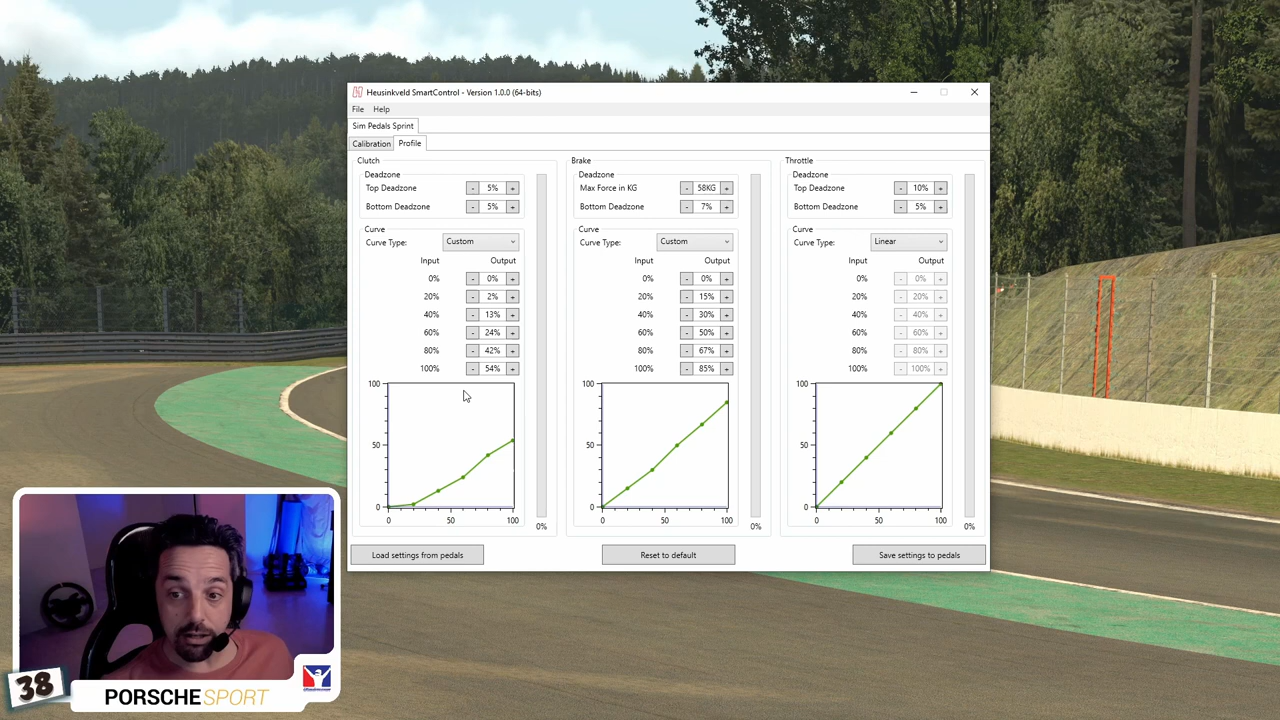 Heusinkveld SmartControl - Version 1.0.0 (64-bits)
File Help
Sim Pedals Sprint
Calibration Profile
Clutch
Deadzone
Top Deadzone - 5% +
Bottom Deadzone - 5% +
Curve
Curve Type: Custom
Input Output
0% - 0% +
20% - 2% +
40% - 13% +
60% - 24% +
80% - 42% +
100% - 54% +
100
50
0
0 50 100
0%
Brake
Deadzone
Max Force in KG - 58KG +
Bottom Deadzone - 7% +
Curve
Curve Type: Custom
Input Output
0% - 0% +
20% - 15% +
40% - 30% +
60% - 50% +
80% - 67% +
100% - 85% +
100
50
0
0 50 100
0%
Throttle
Deadzone
Top Deadzone - 10% +
Bottom Deadzone - 5% +
Curve
Curve Type: Linear
Input Output
0% - 0% +
20% - 20% +
40% - 40% +
60% - 60% +
80% - 80% +
100% - 100% +
100
50
0
0 50 100
0%
Load settings from pedals
Reset to default
Save settings to pedals
38
PORSCHESPORT